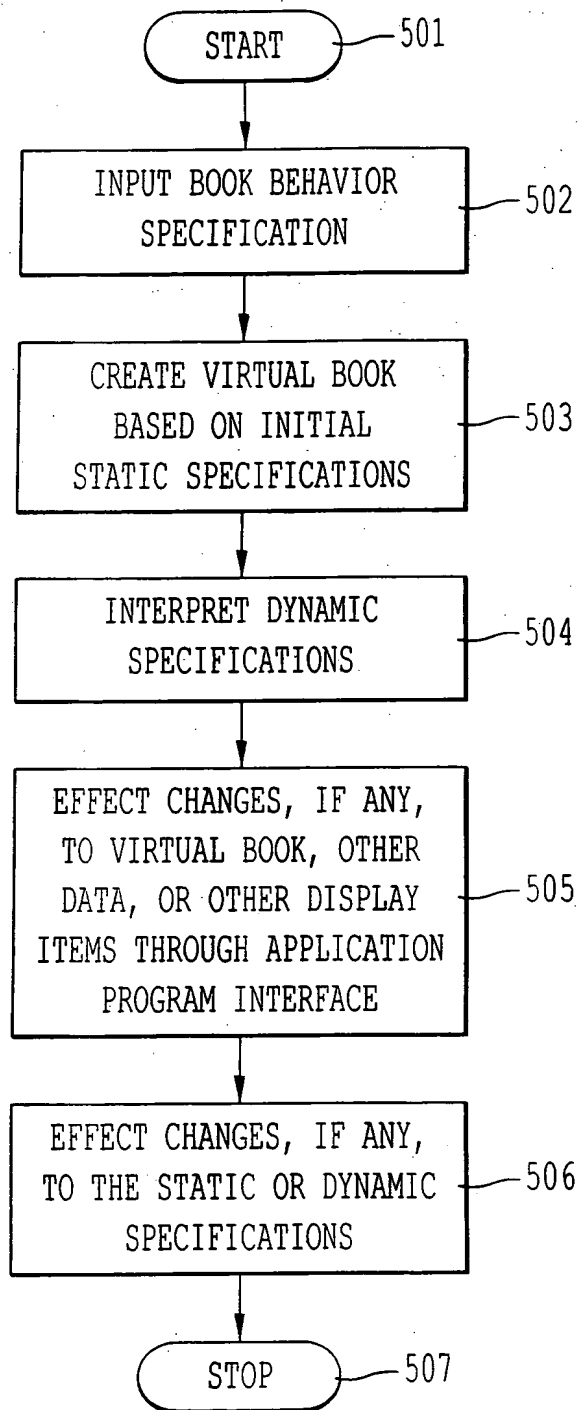 START
501
INPUT BOOK BEHAVIOR
SPECIFICATION
502
CREATE VIRTUAL BOOK
BASED ON INITIAL
STATIC SPECIFICATIONS
503
INTERPRET DYNAMIC
SPECIFICATIONS
504
EFFECT CHANGES, IF ANY,
TO VIRTUAL BOOK, OTHER
DATA, OR OTHER DISPLAY
ITEMS THROUGH APPLICATION
PROGRAM INTERFACE
505
EFFECT CHANGES, IF ANY,
TO THE STATIC OR DYNAMIC
SPECIFICATIONS
506
STOP
507